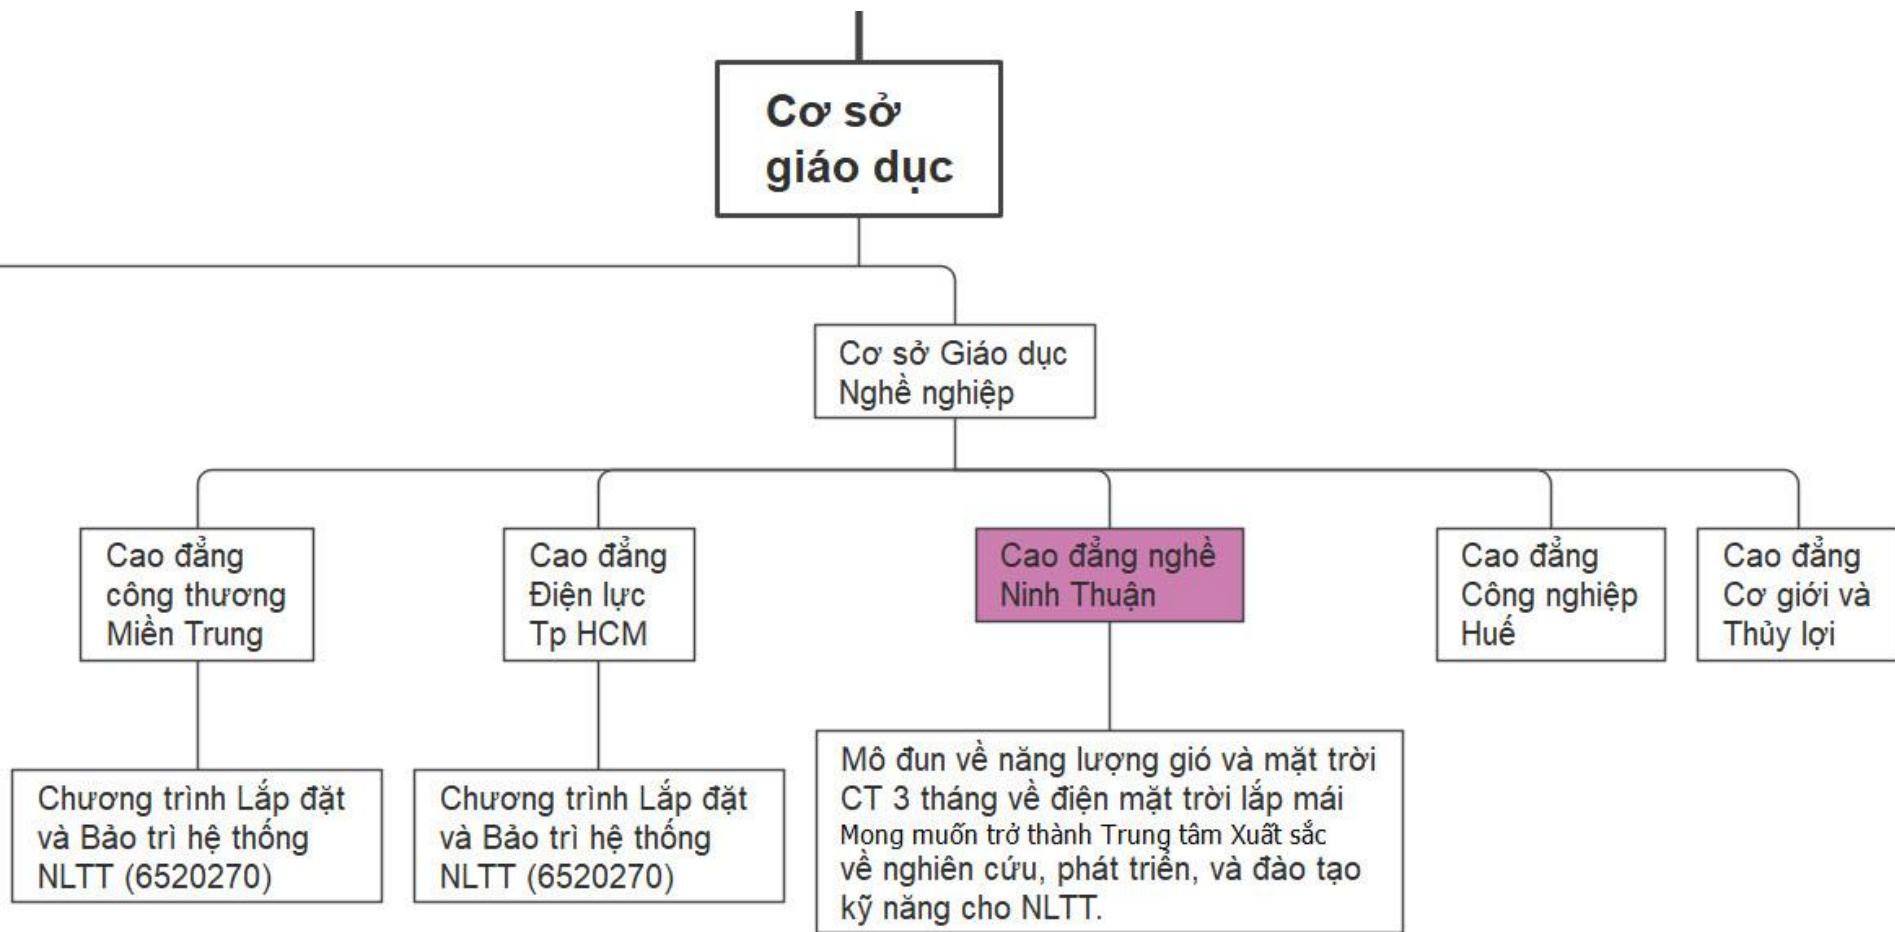 Cơ sở
giáo dục
Cơ sở Giáo dục
Nghề nghiệp
Cao đẳng
công thương
Miền Trung
Cao đẳng
Điện lực
Tp HCM
Cao đẳng nghề
Ninh Thuận
Cao đẳng
Công nghiệp
Huế
Cao đẳng
Cơ giới và
Thủy lợi
Chương trình Lắp đặt
và Bảo trì hệ thống
NLTT (6520270)
Chương trình Lắp đặt
và Bảo trì hệ thống
NLTT (6520270)
Mô đun về năng lượng gió và mặt trời
CT 3 tháng về điện mặt trời lắp mái
Mong muốn trở thành Trung tâm Xuất sắc
về nghiên cứu, phát triển, và đào tạo
kỹ năng cho NLTT.